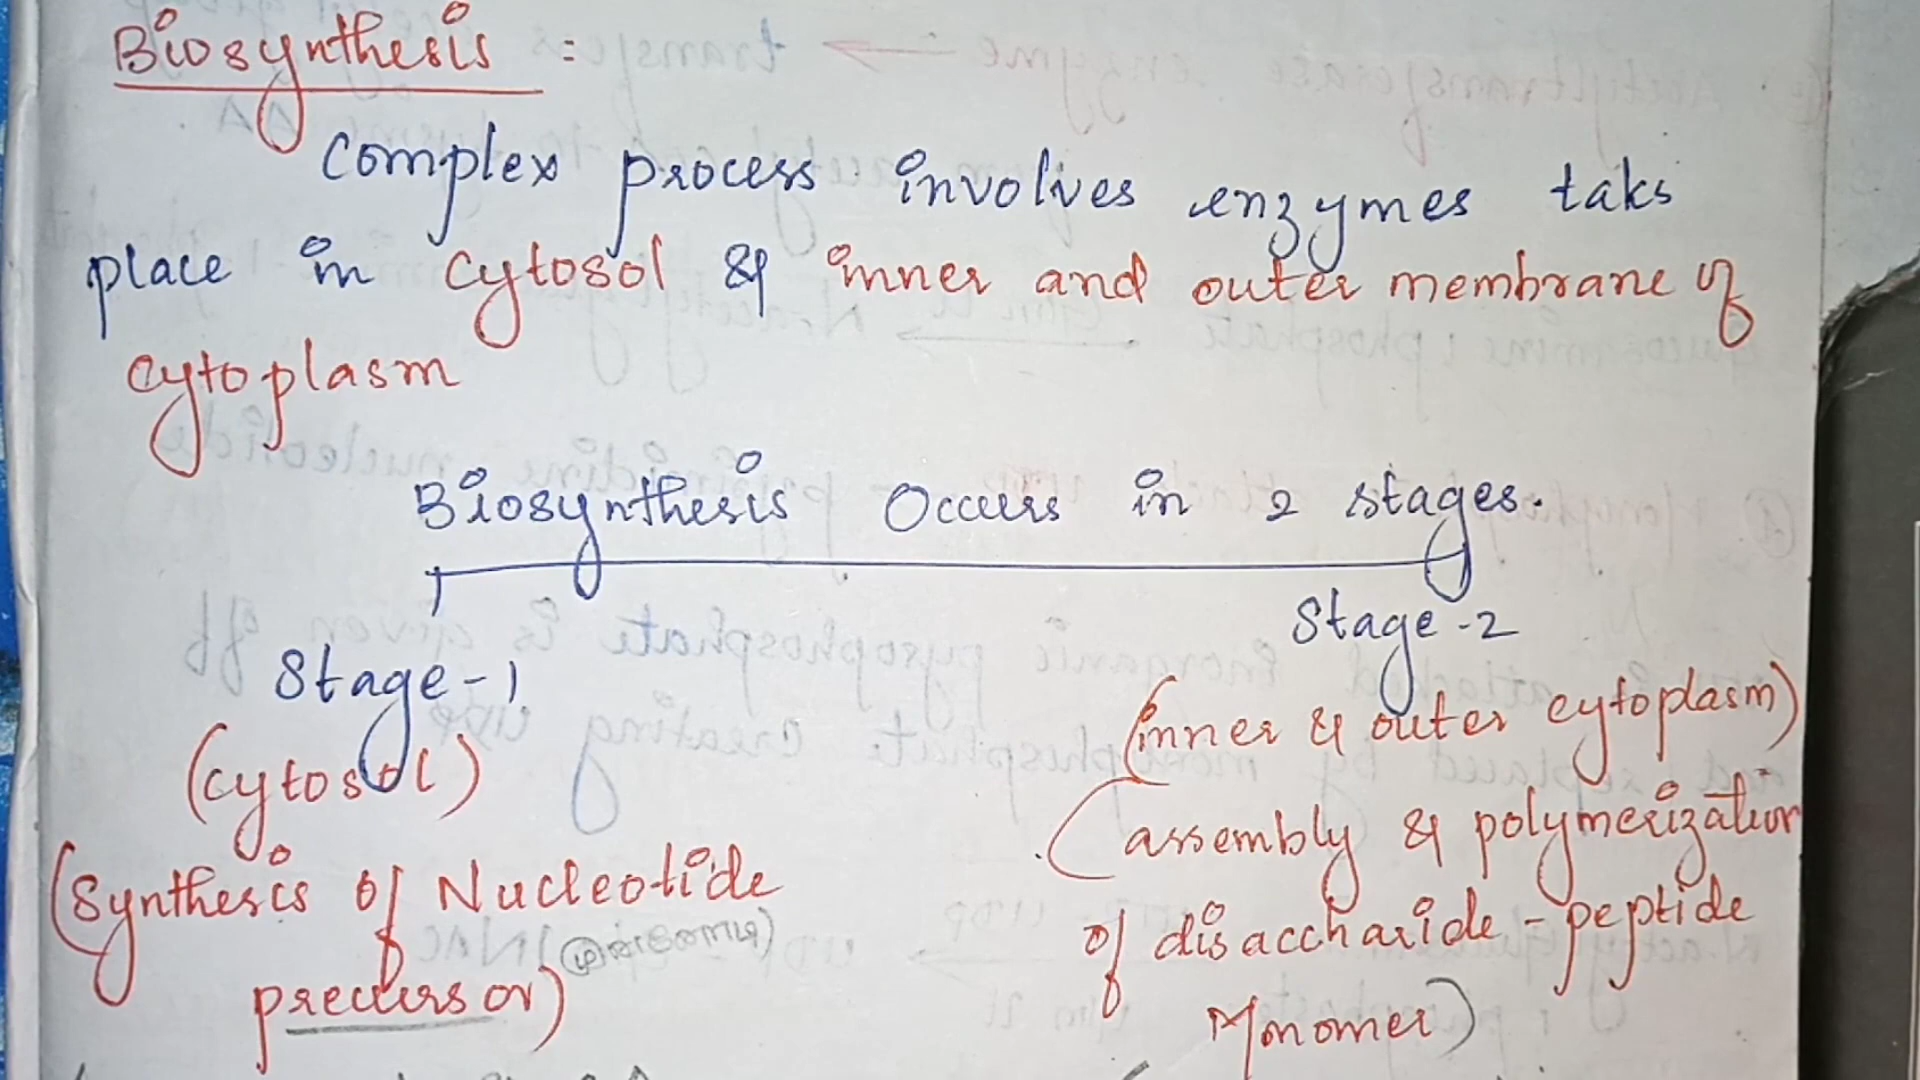 Biosynthesis :
Complex process involves enzymes taks
place in cytosol & inner and outer membrane of
cytoplasm
Biosynthesis Occurs in 2 stages.
Stage-1
(cytosol)
(Synthesis of Nucleotide
precursor) (முன்னோடி)
Stage-2
(inner & outer cytoplasm)
(assembly & polymerization
of disaccharide-peptide
Monomer)